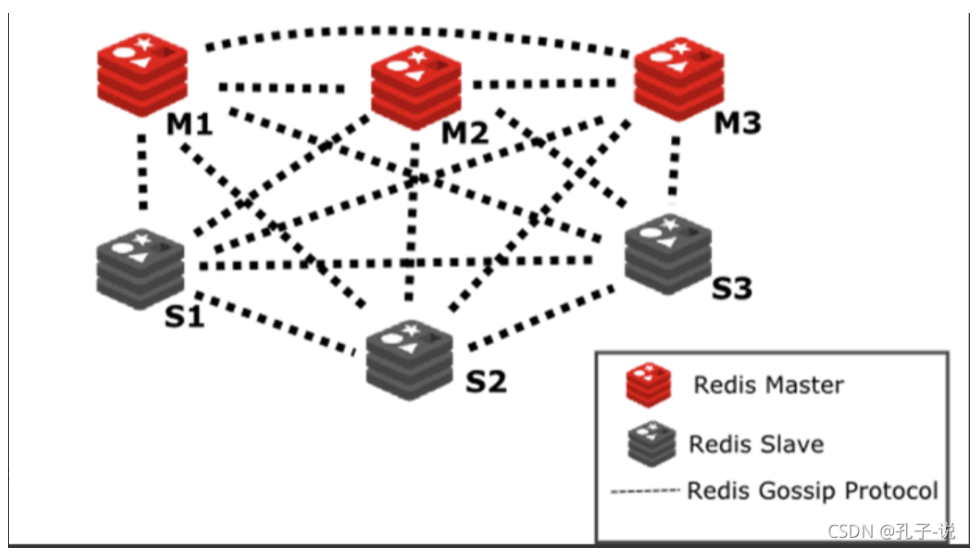 M1
M2
M3
S1
S2
S3
Redis Master
Redis Slave
Redis Gossip Protocol
CSDN @孔子-说